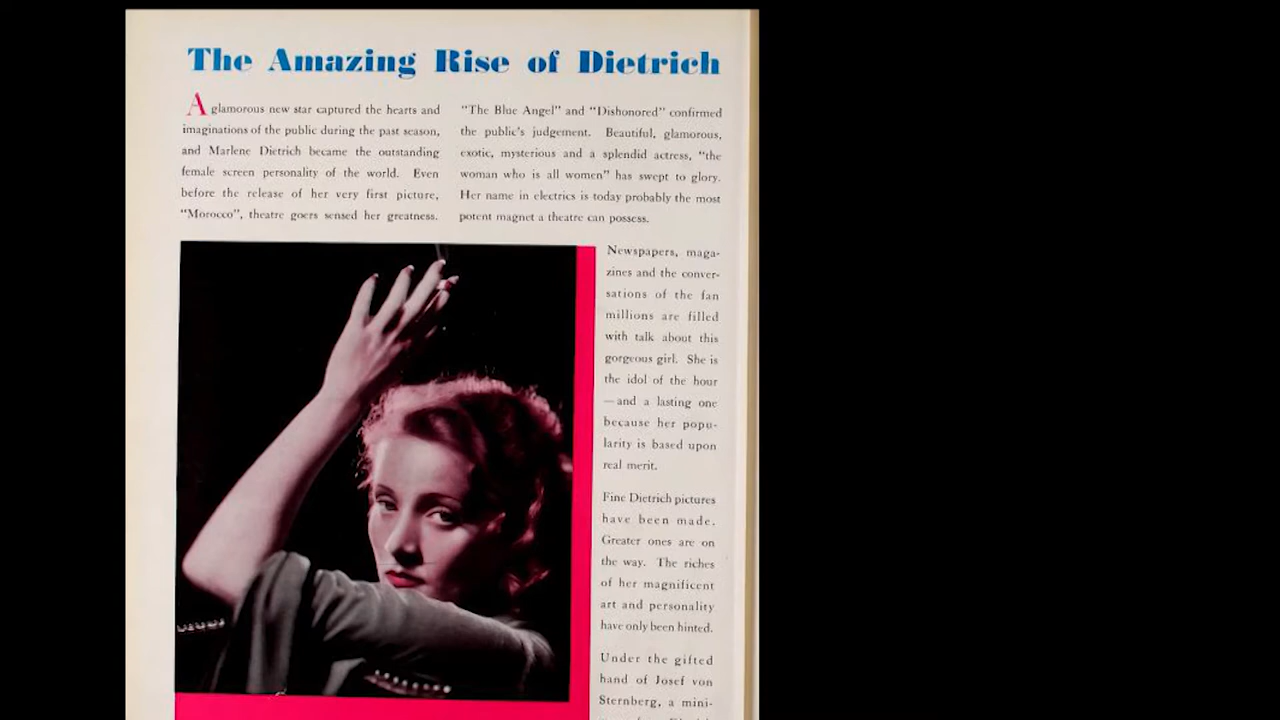 The Amazing Rise of Dietrich
A glamorous new star captured the hearts and
imaginations of the public during the past season,
and Marlene Dietrich became the outstanding
female screen personality of the world. Even
before the release of her very first picture,
"Morocco", theatre goers sensed her greatness.
"The Blue Angel" and "Dishonored" confirmed
the public's judgement. Beautiful, glamorous,
exotic, mysterious and a splendid actress, "the
woman who is all women" has swept to glory.
Her name in electrics is today probably the most
potent magnet a theatre can possess.
Newspapers, maga-
zines and the conver-
sations of the fan
millions are filled
with talk about this
gorgeous girl. She is
the idol of the hour
—and a lasting one
because her popu-
larity is based upon
real merit.
Fine Dietrich pictures
have been made.
Greater ones are on
the way. The riches
of her magnificent
art and personality
have only been hinted.
Under the gifted
hand of Josef von
Sternberg, a mini-